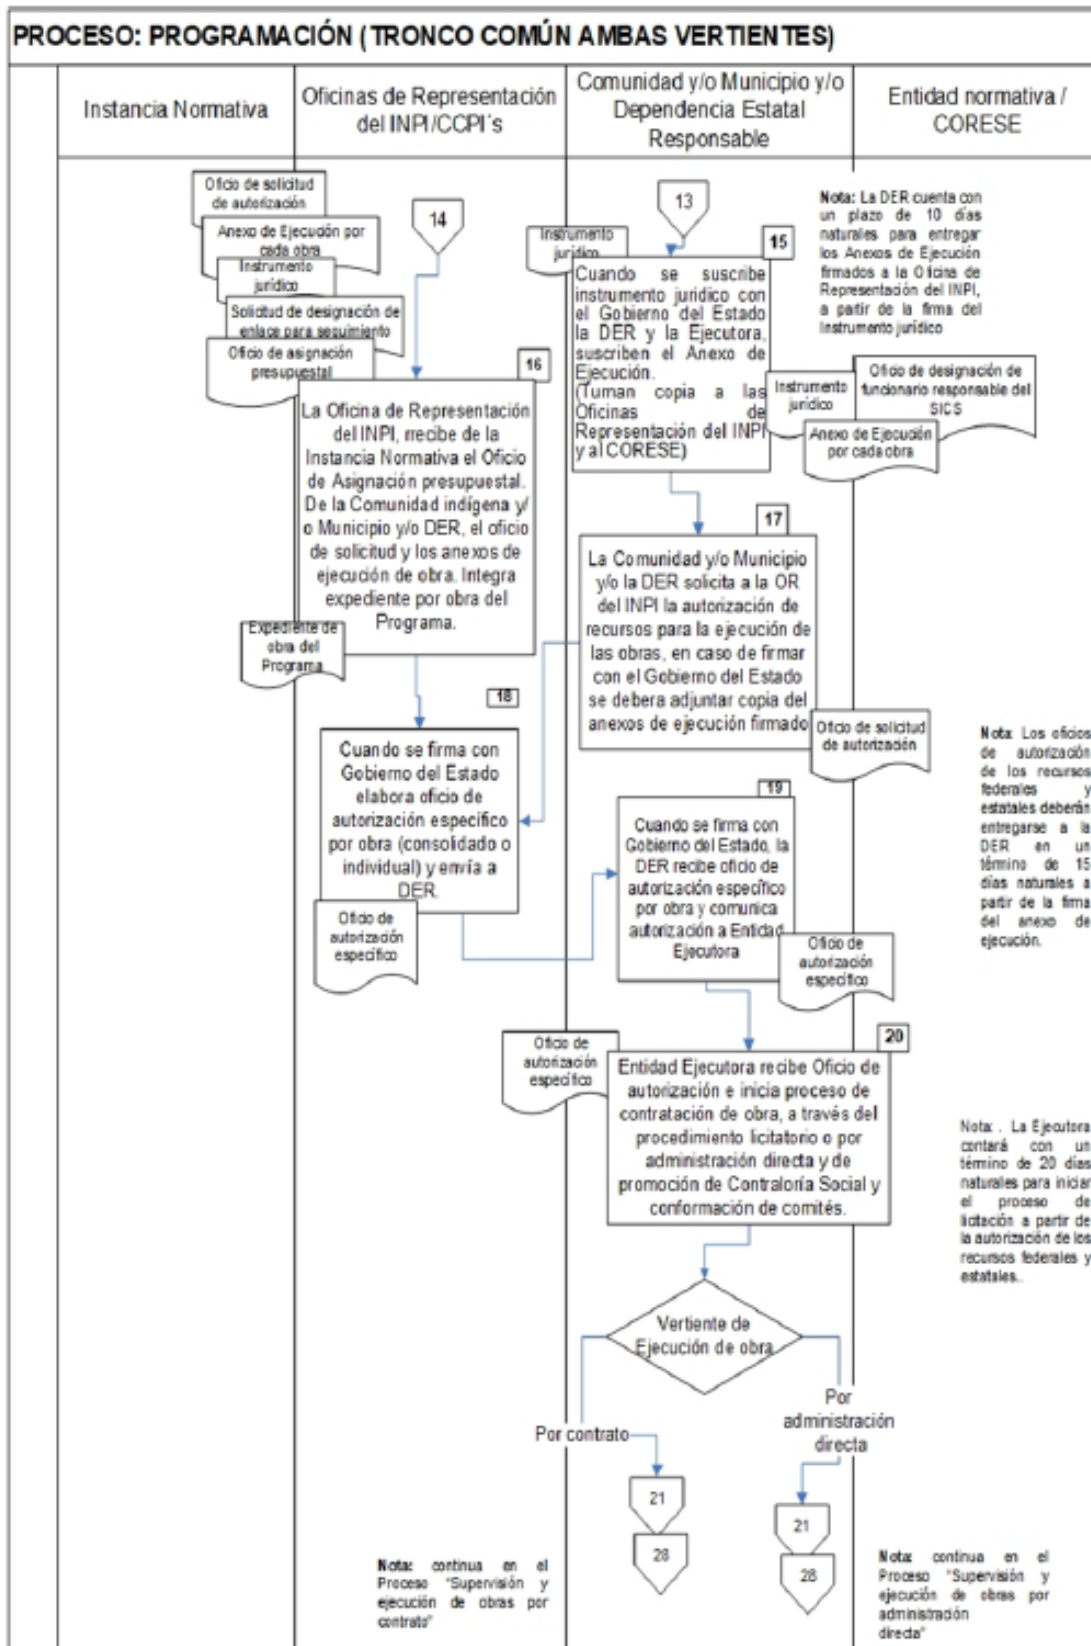 PROCESO: PROGRAMACIÓN ( TRONCO COMÚN AMBAS VERTIENTES)
Instancia Normativa
Oficinas de Representación
del INPI/CCPI´s
Comunidad y/o Municipio y/o
Dependencia Estatal
Responsable
Entidad normativa /
CORESE
Oficio de solicitud
de autorización
Anexo de Ejecución por
cada obra
Instrumento
jurídico
Solicitud de designación de
enlace para seguimiento
Oficio de asignación
presupuestal
14
16
La Oficina de Representación
del INPI, rrecibe de la
Instancia Normativa el Oficio
de Asignación presupuestal.
De la Comunidad indígena y/
o Municipio y/o DER, el oficio
de solicitud y los anexos de
ejecución de obra. Integra
expediente por obra del
Programa.
Expediente de
obra del
Programa
13
Instrumento
jurídico
15
Cuando se suscribe
instrumento juridico con
el Gobierno del Estado
la DER y la Ejecutora,
suscriben el Anexo de
Ejecución.
(Turnan copia a las
Oficinas de
Representación del INPI
y al CORESE)
Nota: La DER cuenta con
un plazo de 10 días
naturales para entregar
los Anexos de Ejecución
firmados a la Oficina de
Representación del INPI,
a partir de la firma del
Instrumento jurídico
Instrumento
jurídico
Oficio de designación de
funcionario responsable del
SICS
Anexo de Ejecución
por cada obra
17
La Comunidad y/o Municipio
y/o la DER solicita a la OR
del INPI la autorización de
recursos para la ejecución de
las obras, en caso de firmar
con el Gobierno del Estado
se debera adjuntar copia del
anexos de ejecución firmado
Oficio de solicitud
de autorización
18
Cuando se firma con
Gobierno del Estado
elabora oficio de
autorización específico
por obra (consolidado o
individual) y envía a
DER.
Oficio de
autorización
específico
19
Cuando se firma con
Gobierno del Estado, la
DER recibe oficio de
autorización específico
por obra y comunica
autorización a Entidad
Ejecutora
Oficio de
autorización
específico
Nota: Los oficios
de autorización
de los recursos
federales y
estatales deberán
entregarse a la
DER en un
término de 15
días naturales a
partir de la firma
del anexo de
ejecución.
Oficio de
autorización
específico
20
Entidad Ejecutora recibe Oficio de
autorización e inicia proceso de
contratación de obra, a través del
procedimiento licitatorio o por
administración directa y de
promoción de Contraloría Social y
conformación de comités.
Nota: . La Ejecutora
contará con un
término de 20 días
naturales para iniciar
el proceso de
licitación a partir de
la autorización de los
recursos federales y
estatales..
Vertiente de
Ejecución de obra
Por contrato
Por
administración
directa
21
28
21
28
Nota: continua en el
Proceso "Supervisión y
ejecución de obras por
contrato"
Nota: continua en el
Proceso "Supervisión y
ejecución de obras por
administración
directa"